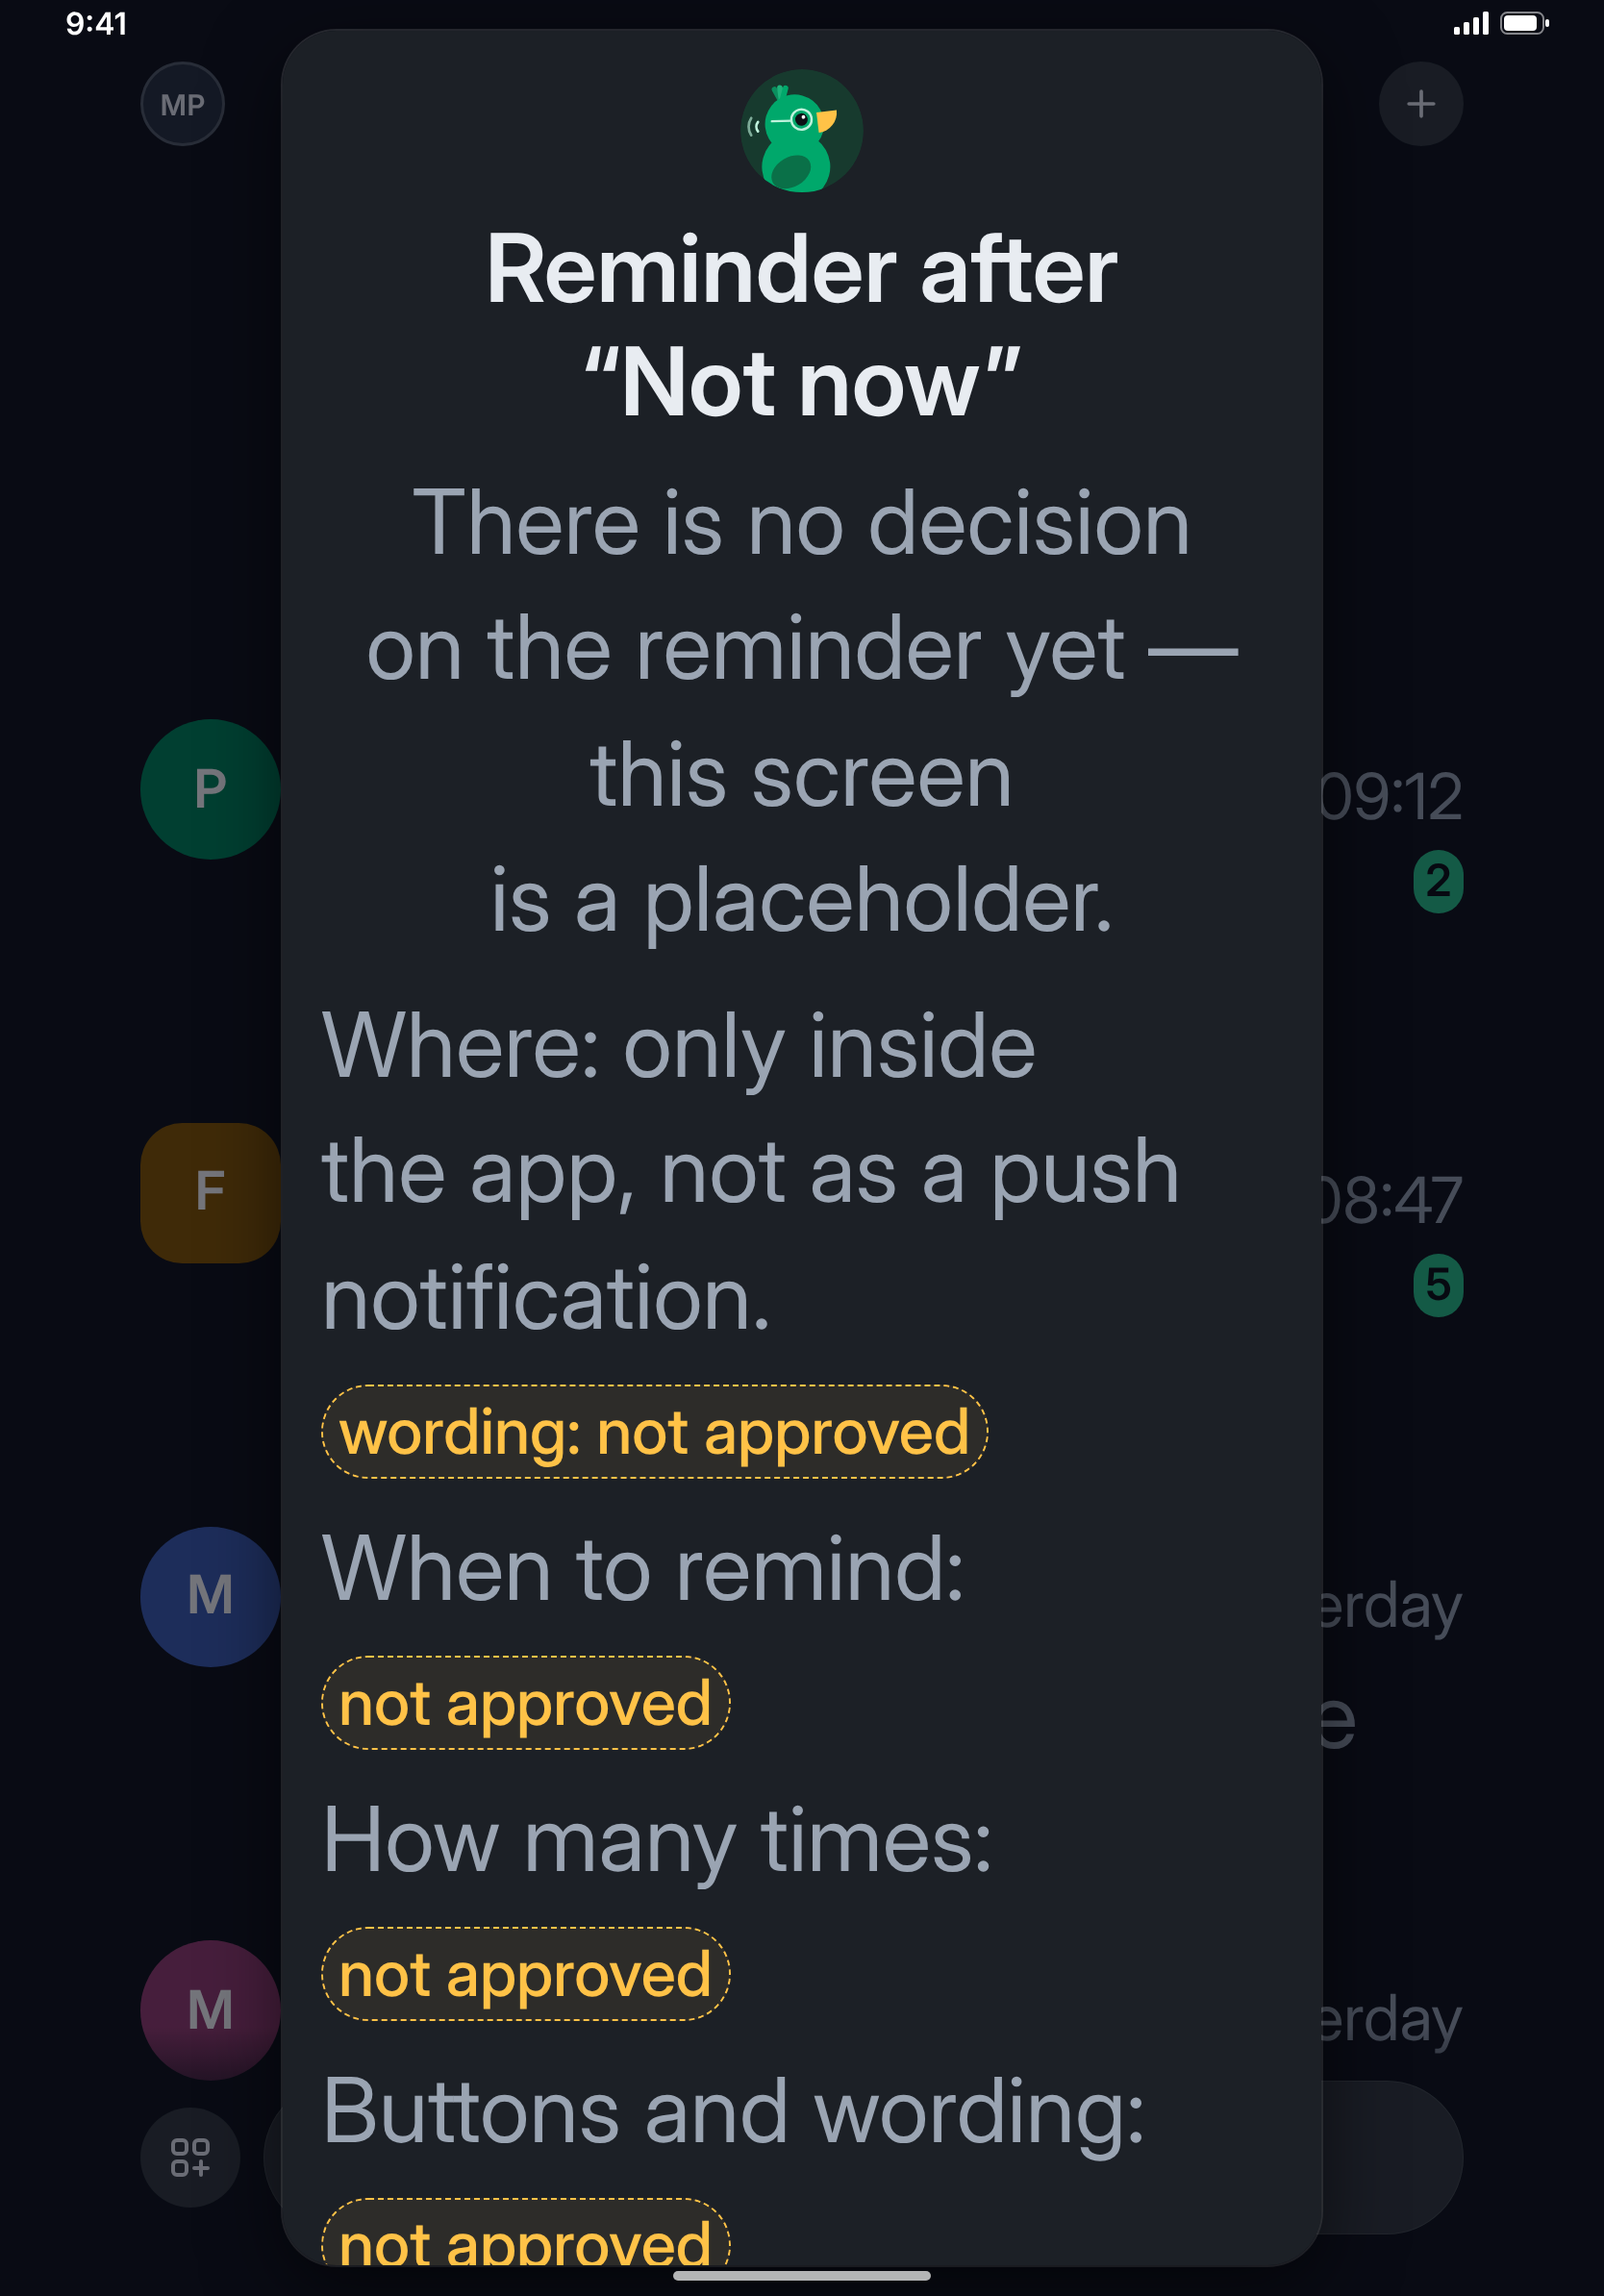 9:41
MP
Reminder after
“Not now”
There is no decision
on the reminder yet —
this screen
is a placeholder.
P
09:12
2
Where: only inside
the app, not as a push
notification.
F
08:47
5
wording: not approved
When to remind:
M
erday
not approved
e
How many times:
not approved
M
erday
Buttons and wording:
not approved